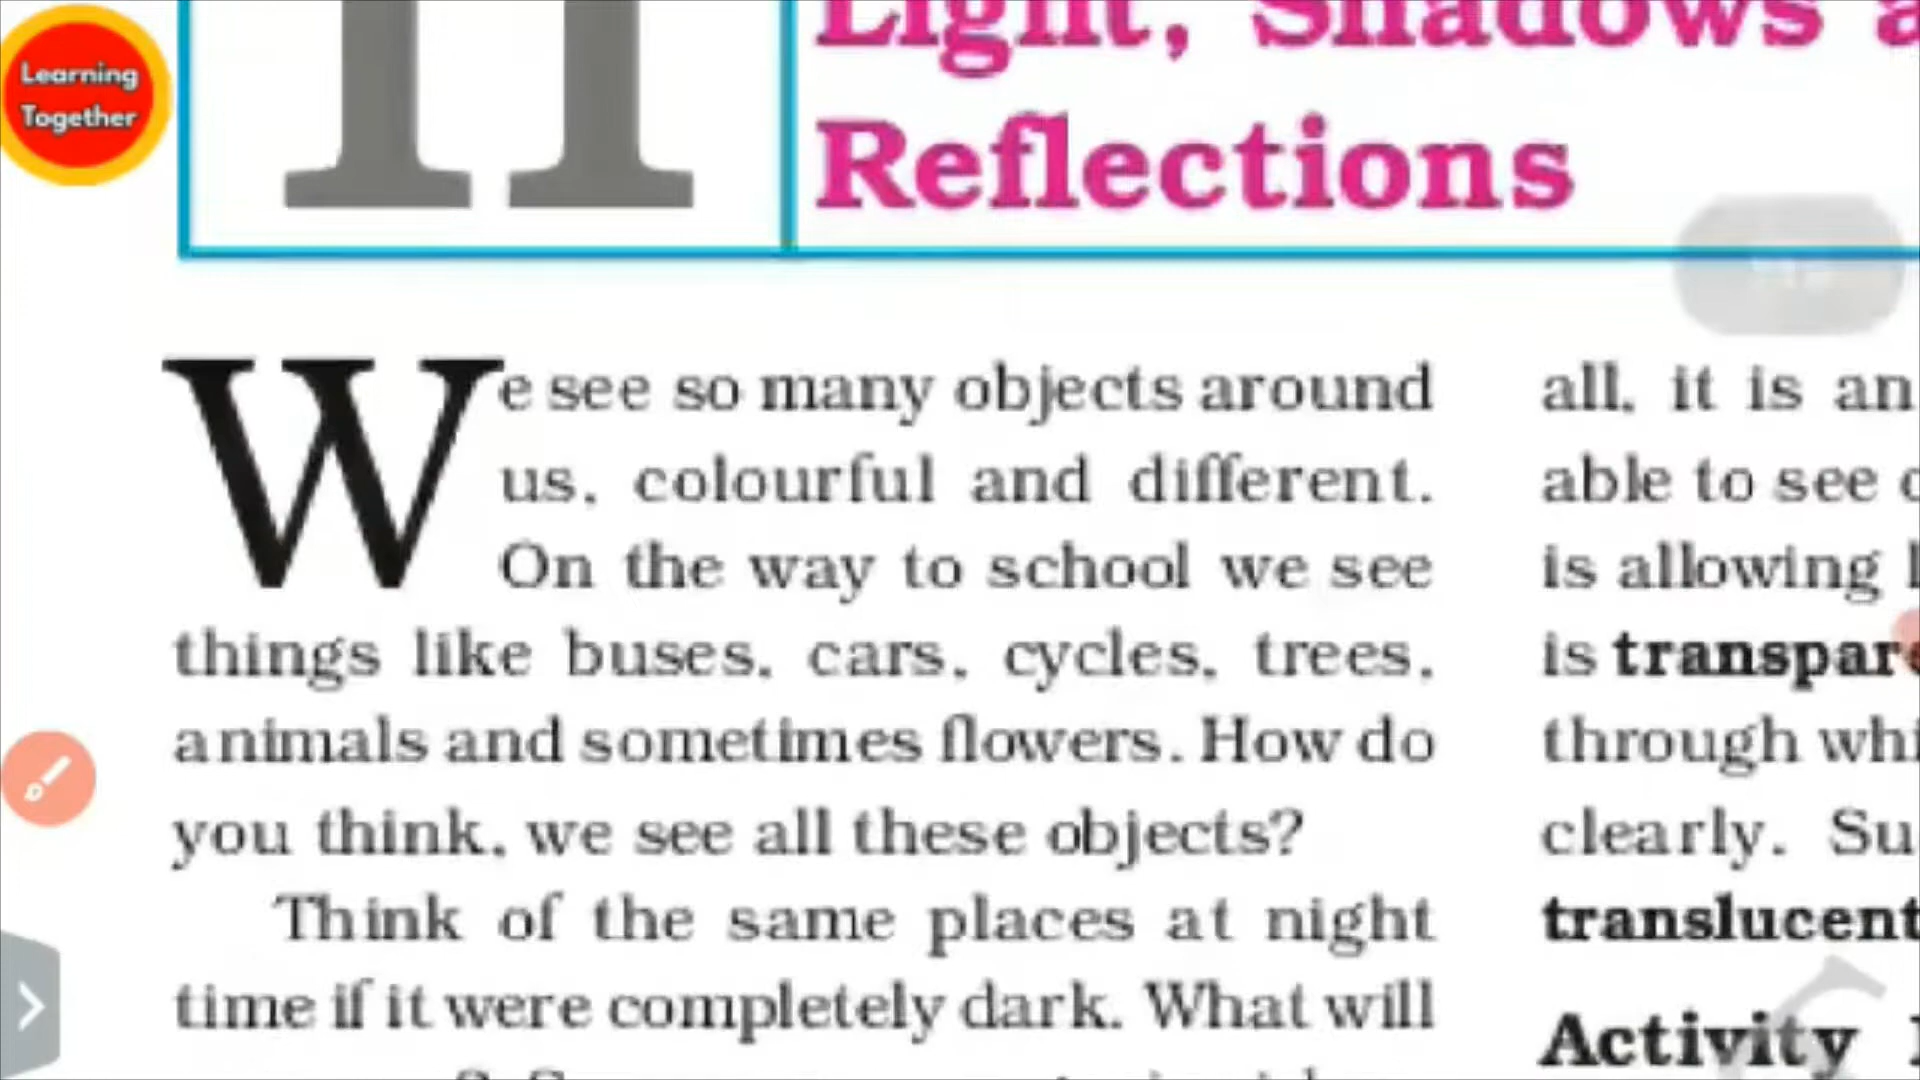 Learning
Together
11
Light, Shadows a
Reflections
We see so many objects around
us, colourful and different.
On the way to school we see
things like buses, cars, cycles, trees,
animals and sometimes flowers. How do
you think, we see all these objects?
Think of the same places at night
time if it were completely dark. What will
all, it is an
able to see
is allowing
is transpar
through whi
clearly. Su
translucent
Activity